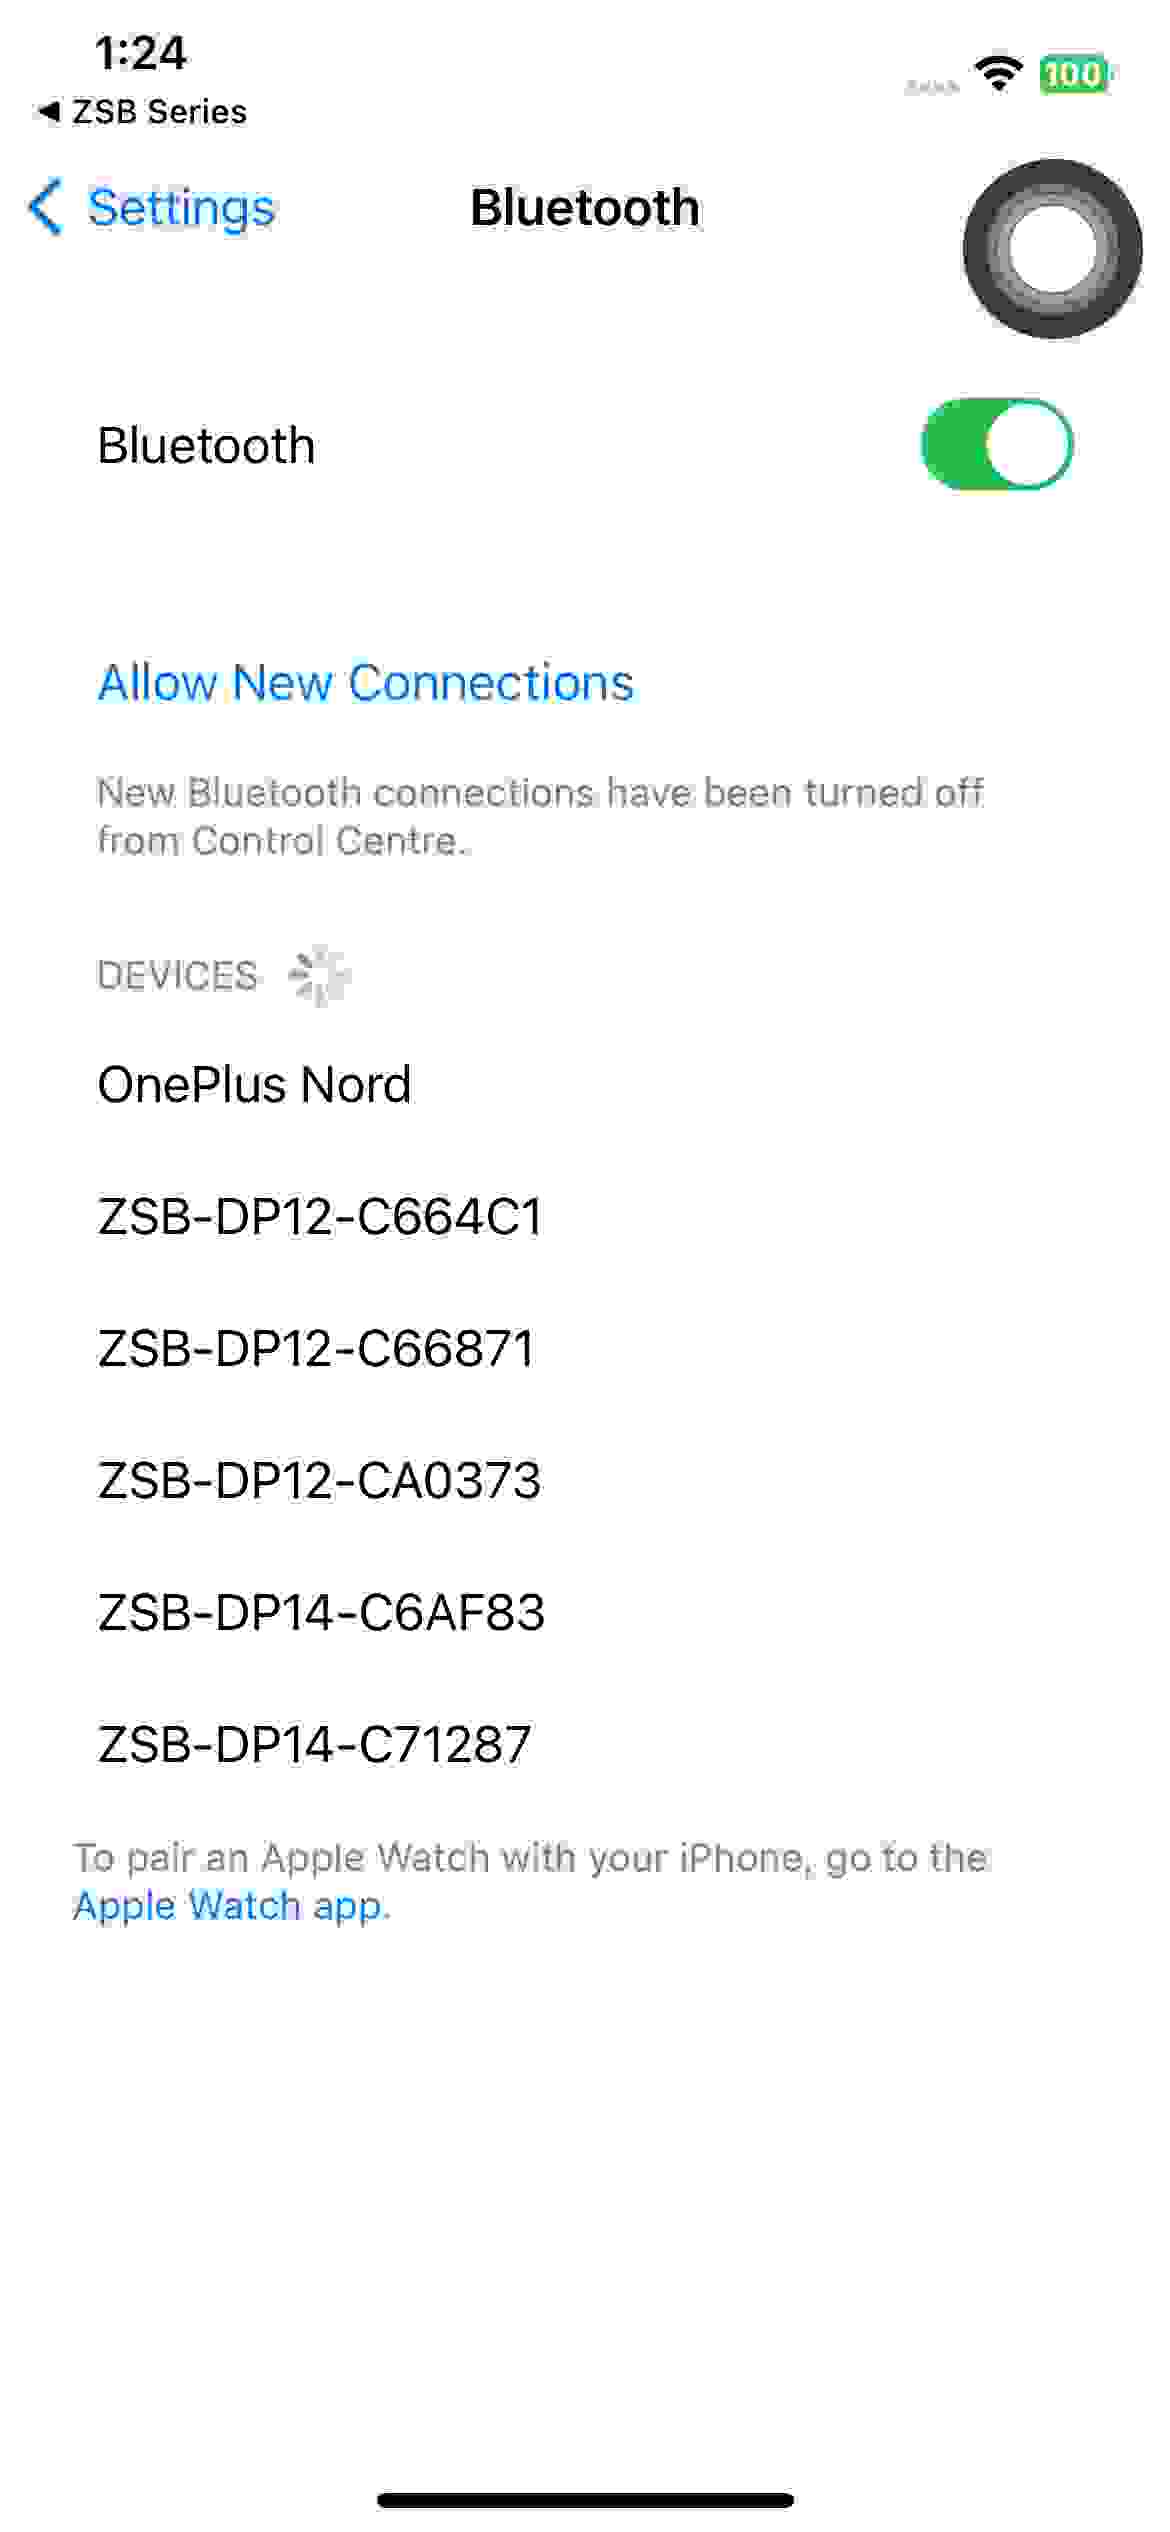 1:24
100
◀ ZSB Series
Settings
Bluetooth
Bluetooth
Allow New Connections
New Bluetooth connections have been turned off
from Control Centre.
DEVICES
OnePlus Nord
ZSB-DP12-C664C1
ZSB-DP12-C66871
ZSB-DP12-CA0373
ZSB-DP14-C6AF83
ZSB-DP14-C71287
To pair an Apple Watch with your iPhone, go to the
Apple Watch app.